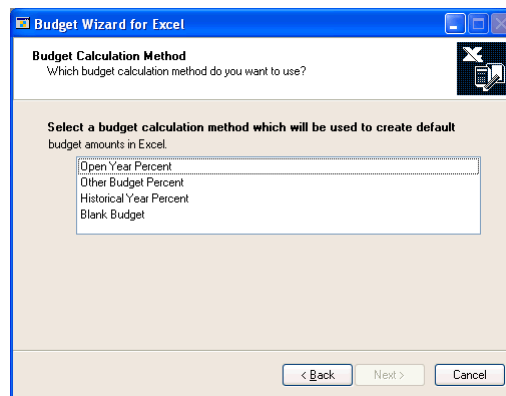 Budget Wizard for Excel
Budget Calculation Method
Which budget calculation method do you want to use?
Select a budget calculation method which will be used to create default
budget amounts in Excel.
Open Year Percent
Other Budget Percent
Historical Year Percent
Blank Budget
< Back
Next >
Cancel